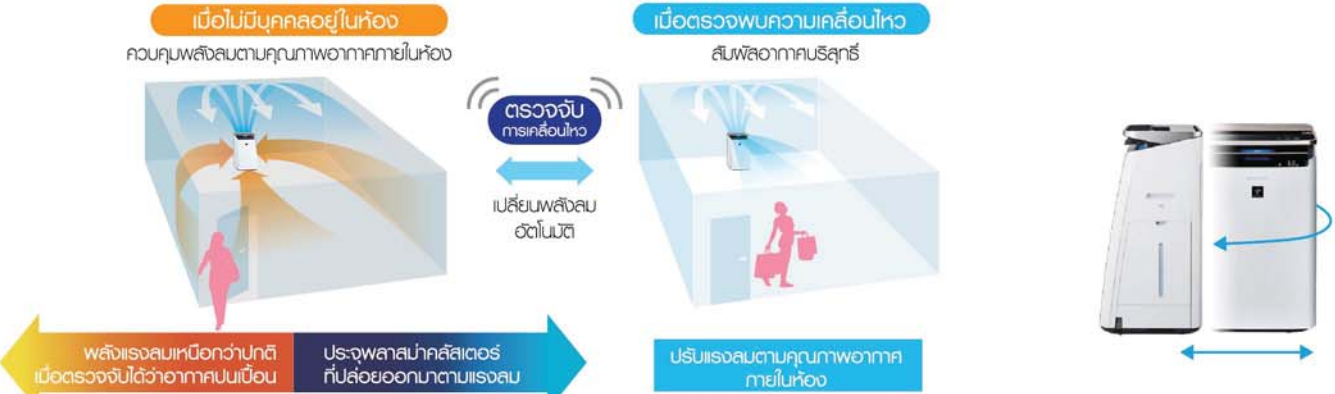 เมื่อไม่มีบุคคลอยู่ในห้อง
ควบคุมพลังลมตามคุณภาพอากาศภายในห้อง
ตรวจจับ
การเคลื่อนไหว
เปลี่ยนพลังลม
อัตโนมัติ
เมื่อตรวจพบความเคลื่อนไหว
สัมผัสอากาศบริสุทธิ์
พลังแรงลมเหนือกว่าปกติ
เมื่อตรวจจับได้ว่าอากาศปนเปื้อน
ประจุพลาสม่าคลัสเตอร์
ที่ปล่อยออกมาตามแรงลม
ปรับแรงลมตามคุณภาพอากาศ
ภายในห้อง